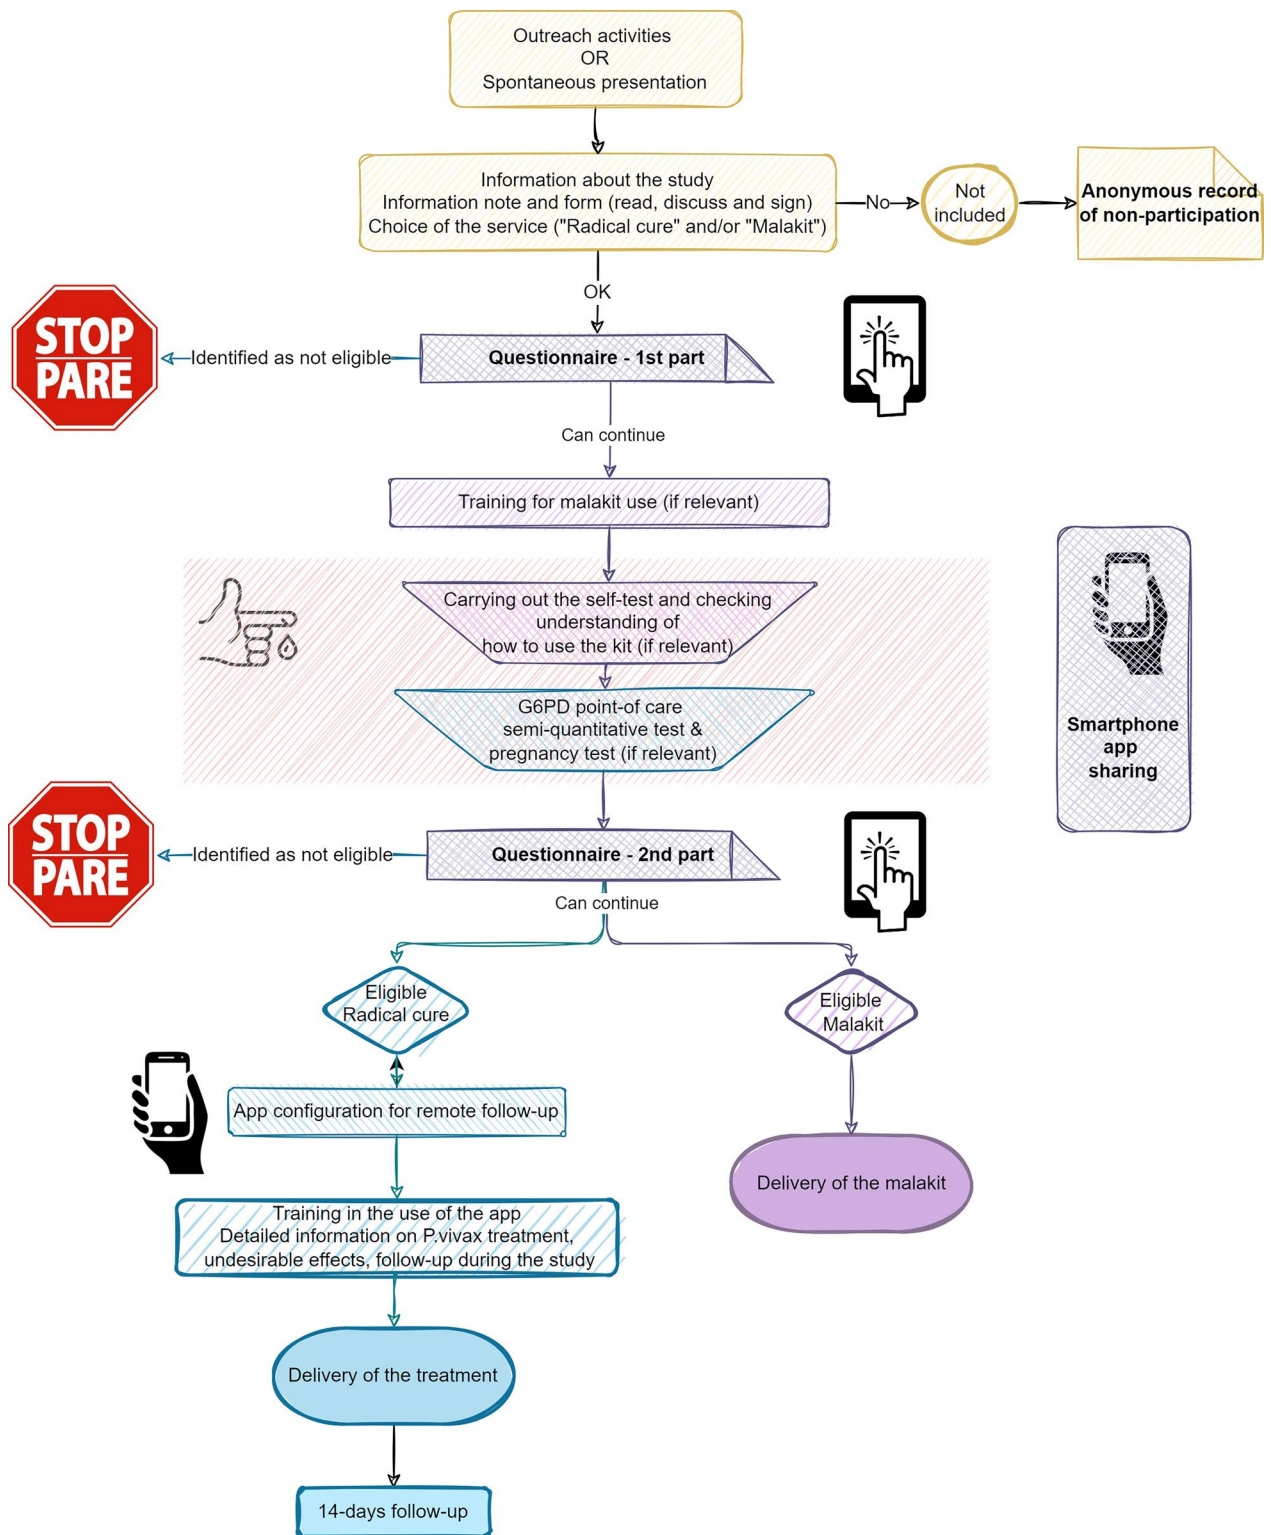 Outreach activities
OR
Spontaneous presentation
Information about the study
Information note and form (read, discuss and sign)
Choice of the service ("Radical cure" and/or "Malakit")
No
Not
included
Anonymous record
of non-participation
OK
STOP
PARE
Identified as not eligible
Questionnaire - 1st part
Can continue
Training for malakit use (if relevant)
Carrying out the self-test and checking
understanding of
how to use the kit (if relevant)
G6PD point-of care
semi-quantitative test &
pregnancy test (if relevant)
Smartphone
app
sharing
STOP
PARE
Identified as not eligible
Questionnaire - 2nd part
Can continue
Eligible
Radical cure
Eligible
Malakit
App configuration for remote follow-up
Delivery of the malakit
Training in the use of the app
Detailed information on P.vivax treatment,
undesirable effects, follow-up during the study
Delivery of the treatment
14-days follow-up